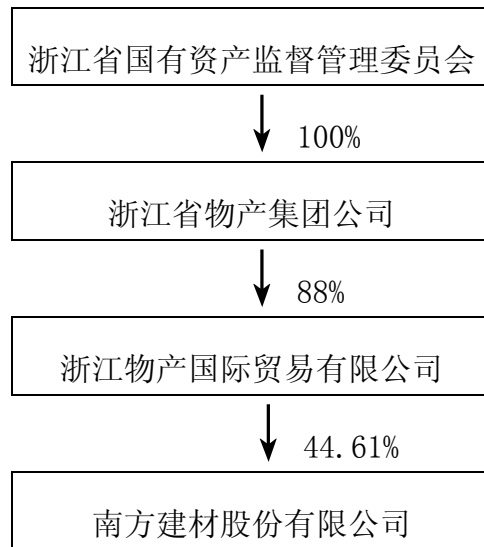 浙江省国有资产监督管理委员会
100%
浙江省物产集团公司
88%
浙江物产国际贸易有限公司
44.61%
南方建材股份有限公司